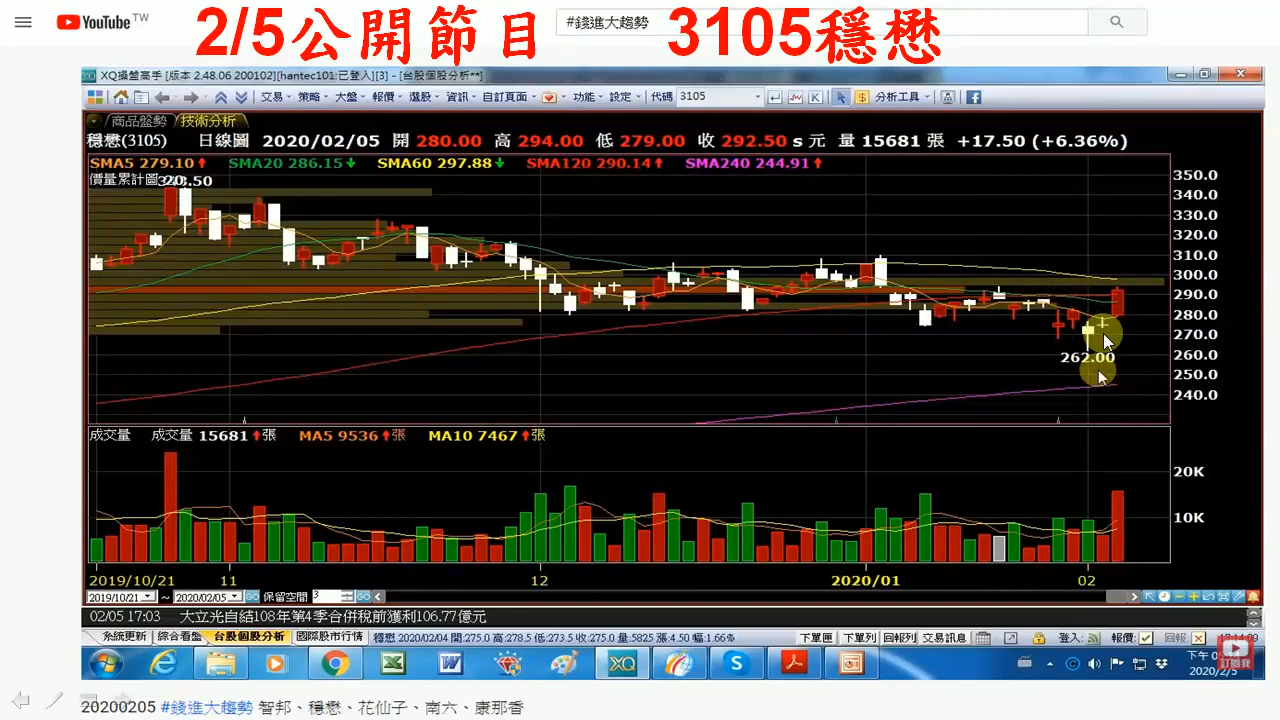 YouTube TW
2/5公開節目 3105穩懋
#錢進大趨勢
XQ操盤高手 [版本 2.48.06 200102][hantec101:已登入][3] - [台股個股分析**]
交易 策略 大盤 報價 選股 資訊 自訂頁面 功能 設定 代碼 3105 K 分析工具
商品盤勢 技術分析
穩懋(3105) 日線圖 2020/02/05 開 280.00 高 294.00 低 279.00 收 292.50 s 元 量 15681 張 +17.50 (+6.36%)
SMA5 279.10 SMA20 286.15 SMA60 297.88 SMA120 290.14 SMA240 244.91
價量累計圖 20
343.50
350.0
340.0
330.0
320.0
310.0
300.0
290.0
280.0
270.0
260.0
250.0
240.0
262.00
成交量 成交量 15681 張 MA5 9536 張 MA10 7467 張
20K
10K
2019/10/21 11 12 2020/01 02
2019/10/21 ~ 2020/02/05 保留空間 3
02/05 17:03 大立光自結108年第4季合併稅前獲利106.77億元
系統更新 綜合看盤 台股個股分析 國際股市行情 穩懋 2020/02/04 開:275.0 高:278.5 低:273.5 收:275.0 量:5825 張:4.50 幅:1.66% 下單匣 下單列 回報列 交易訊息 登入: 報價: 回報: 17:14:09
XQ
下午 0
訂閱我
2020/2/5
20200205 #錢進大趨勢 智邦、穩懋、花仙子、南六、康那香